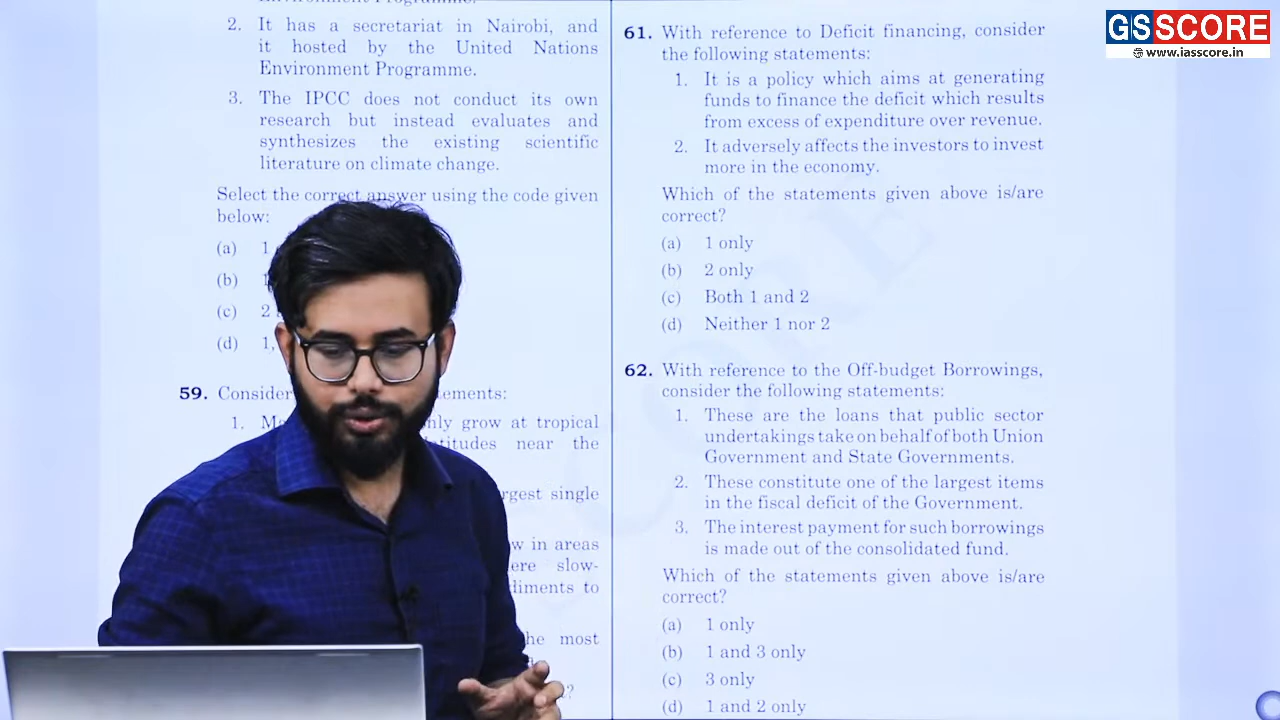 2. It has a secretariat in Nairobi, and
it hosted by the United Nations
Environment Programme.
3. The IPCC does not conduct its own
research but instead evaluates and
synthesizes the existing scientific
literature on climate change.
Select the correct answer using the code given
below:
(a) 1
(b)
(c) 2
(d) 1,
59. Consider tements:
only grow at tropical
latitudes near the
largest single
w in areas
ere slow-
diments to
he most
?
61. With reference to Deficit financing, consider
the following statements:
1. It is a policy which aims at generating
funds to finance the deficit which results
from excess of expenditure over revenue.
2. It adversely affects the investors to invest
more in the economy.
Which of the statements given above is/are
correct?
(a) 1 only
(b) 2 only
(c) Both 1 and 2
(d) Neither 1 nor 2
62. With reference to the Off-budget Borrowings,
consider the following statements:
1. These are the loans that public sector
undertakings take on behalf of both Union
Government and State Governments.
2. These constitute one of the largest items
in the fiscal deficit of the Government.
3. The interest payment for such borrowings
is made out of the consolidated fund.
Which of the statements given above is/are
correct?
(a) 1 only
(b) 1 and 3 only
(c) 3 only
(d) 1 and 2 only
GSSCORE
www.iasscore.in